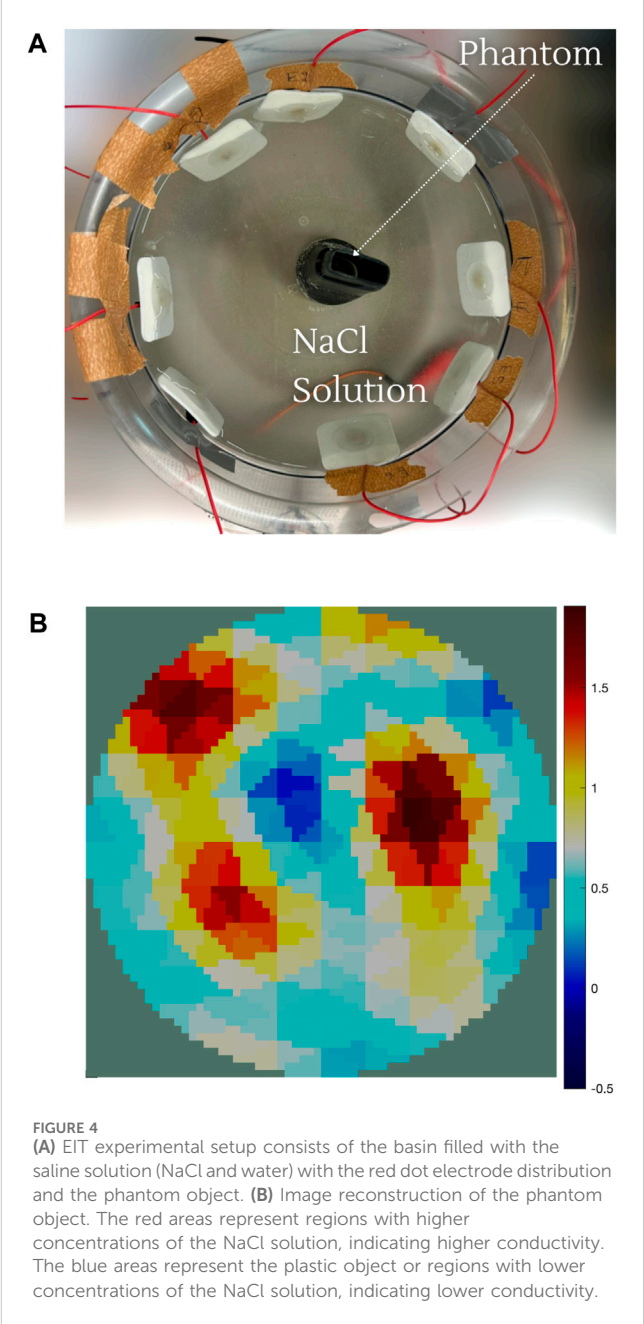 A
Phantom
NaCl
Solution
B
1.5
1
0.5
0
-0.5
FIGURE 4
(A) EIT experimental setup consists of the basin filled with the
saline solution (NaCl and water) with the red dot electrode distribution
and the phantom object. (B) Image reconstruction of the phantom
object. The red areas represent regions with higher
concentrations of the NaCl solution, indicating higher conductivity.
The blue areas represent the plastic object or regions with lower
concentrations of the NaCl solution, indicating lower conductivity.